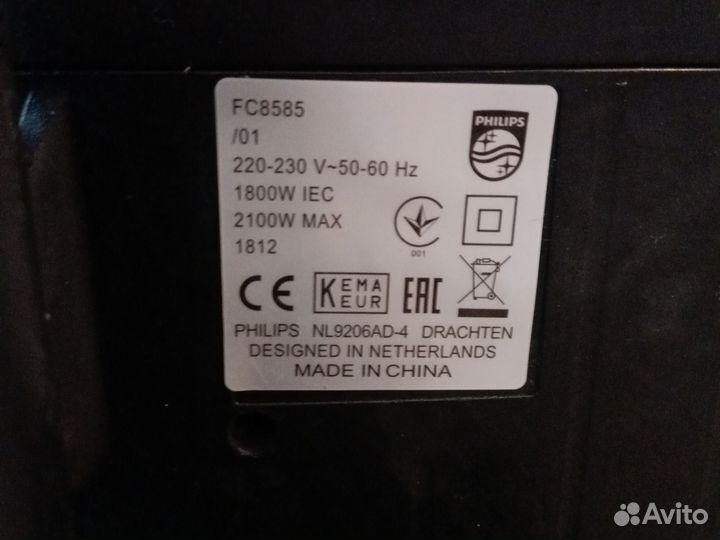 FC8585
/01
220-230 V~50-60 Hz
1800W IEC
2100W MAX
1812
PHILIPS
001
CE KEMA EUR EAC
PHILIPS NL9206AD-4 DRACHTEN
DESIGNED IN NETHERLANDS
MADE IN CHINA
Avito